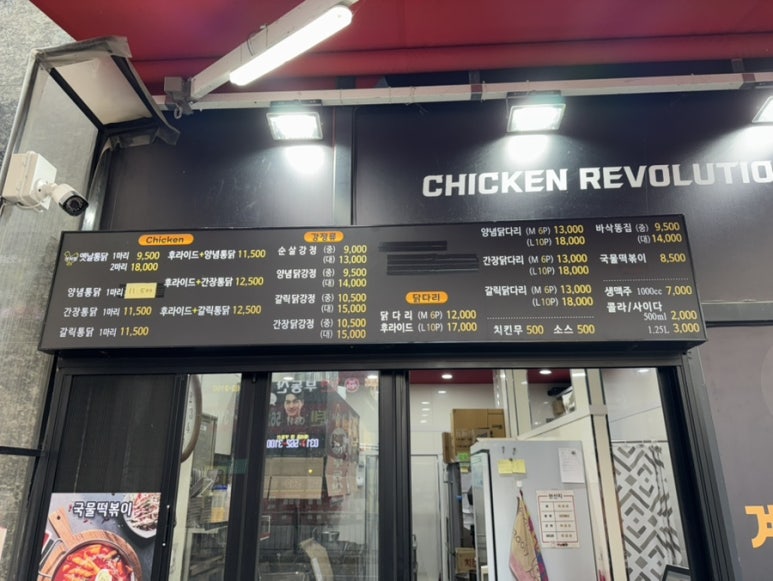 CHICKEN REVOLUTIO
Chicken
옛날통닭 1마리 9,500
2마리 18,000
양념통닭 1마리 11,500
간장통닭 1마리 11,500
갈릭통닭 1마리 11,500
후라이드+양념통닭 11,500
후라이드+간장통닭 12,500
후라이드+갈릭통닭 12,500
강정류
순살강정 (중) 9,000
(대) 13,000
양념닭강정 (중) 9,500
(대) 14,000
갈릭닭강정 (중) 10,500
(대) 15,000
간장닭강정 (중) 10,500
(대) 15,000
닭다리
닭다리 (M 6P) 12,000
후라이드 (L10P) 17,000
양념닭다리 (M 6P) 13,000
(L10P) 18,000
간장닭다리 (M 6P) 13,000
(L10P) 18,000
갈릭닭다리 (M 6P) 13,000
(L10P) 18,000
치킨무 500 소스 500
바삭똥집 (중) 9,500
(대) 14,000
국물떡볶이 8,500
생맥주 1000cc 7,000
콜라/사이다
500ml 2,000
1.25L 3,000
국물떡볶이